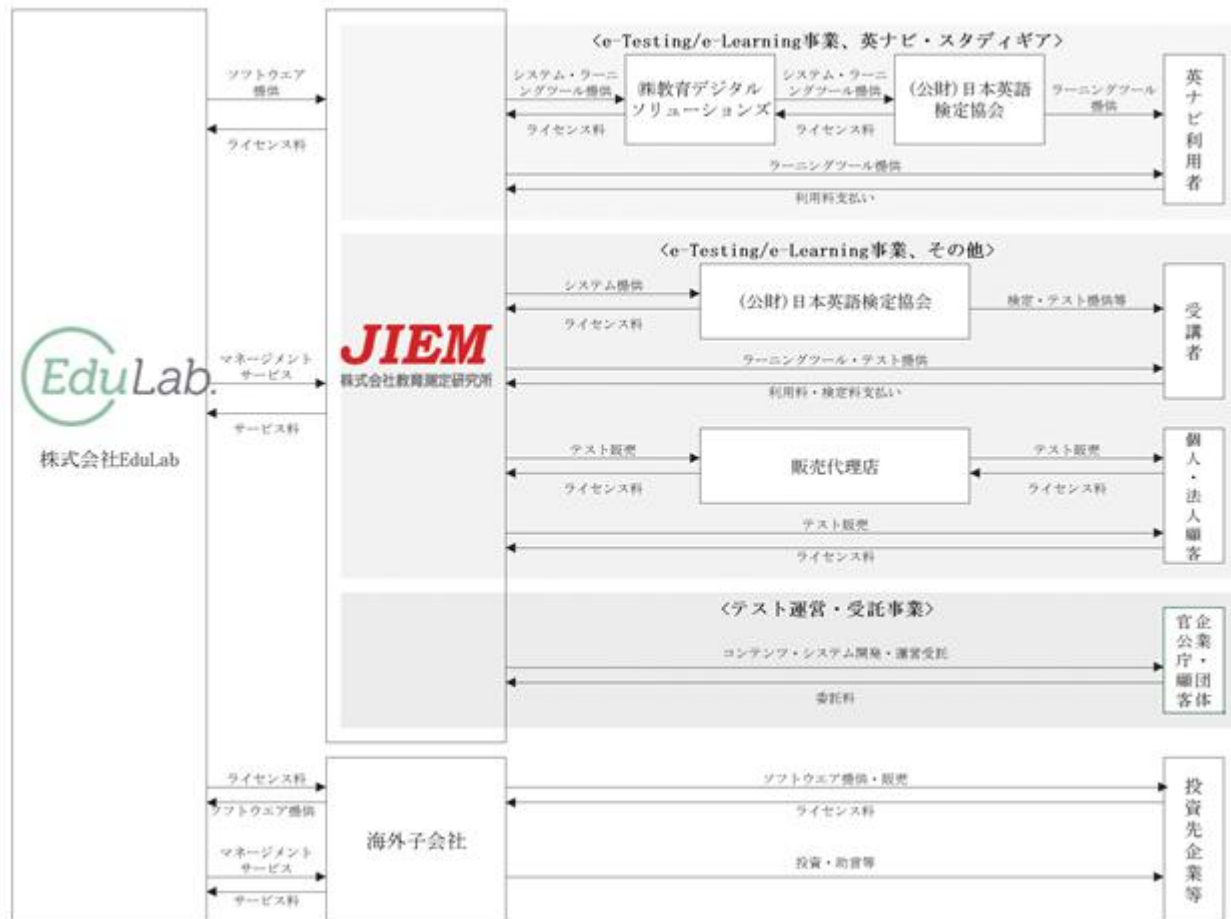 <e-Testing/e-Learning事業、英ナビ・スタディギア>
ソフトウエア
提供
ライセンス料
システム・ラーニ
ングツール提供
ライセンス料
㈱教育デジタル
ソリューションズ
システム・ラーニ
ングツール提供
ライセンス料
(公財)日本英語
検定協会
ラーニングツール
提供
英ナビ利用者
ラーニングツール提供
利用料支払い
<e-Testing/e-Learning事業、その他>
システム提供
ライセンス料
(公財)日本英語検定協会
検定・テスト提供等
受講者
ラーニングツール・テスト提供
利用料・検定料支払い
EduLab.
株式会社EduLab
マネージメント
サービス
サービス料
JIEM
株式会社教育測定研究所
テスト販売
ライセンス料
販売代理店
テスト販売
ライセンス料
個人・法人顧客
テスト販売
ライセンス料
<テスト運営・受託事業>
コンテンツ・システム開発・運営受託
委託料
企業・団体
官公庁顧客
ライセンス料
ソフトウエア提供
マネージメント
サービス
サービス料
海外子会社
ソフトウエア提供・販売
ライセンス料
投資・助言等
投資先企業等